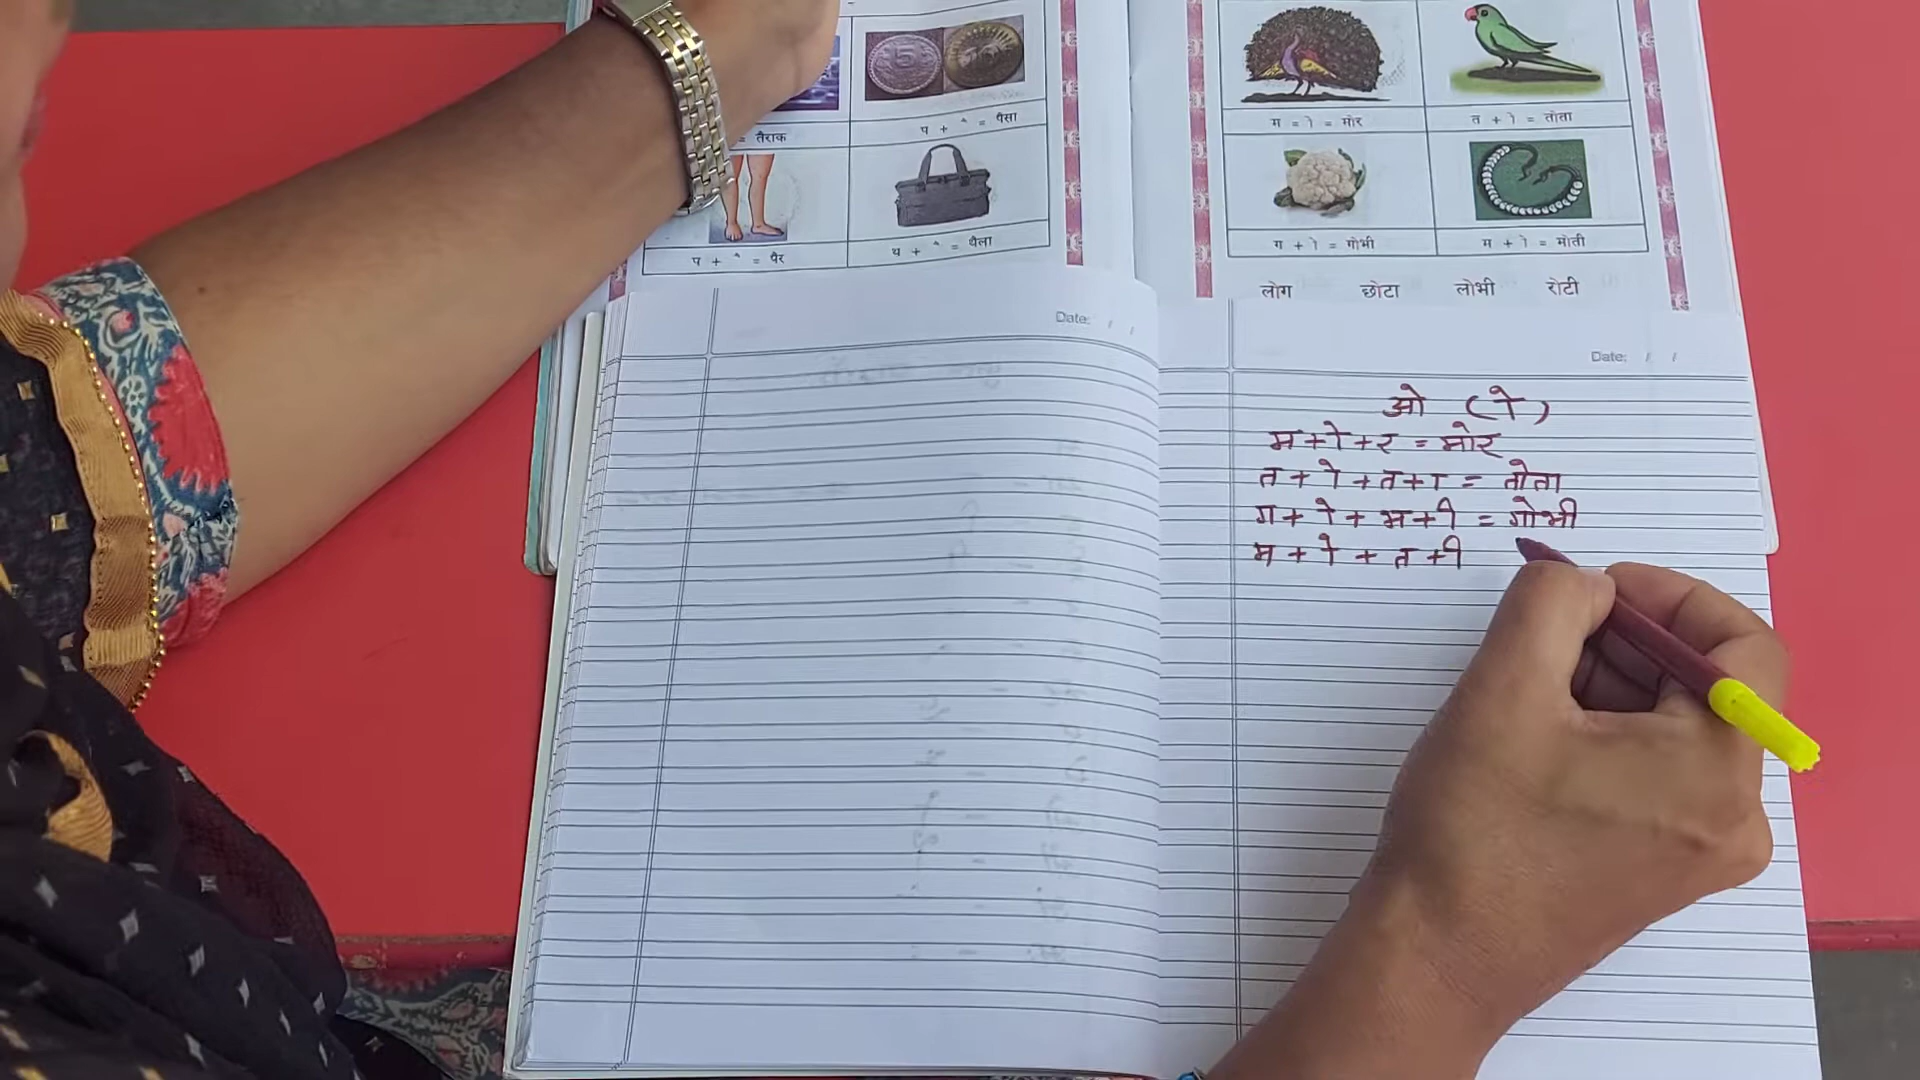 = तैराक
प + ै = पैसा
प + ै = पैर
थ + ै = थैला
म = ो = मोर
त + ो = तोता
ग + ो = गोभी
म + ो = मोती
लोग छोटा लोभी रोटी
Date: / /
Date: / /
ओ (ो)
म + ो + र = मोर
त + ो + त + ा = तोता
ग + ो + भ + ी = गोभी
म + ो + त + ी